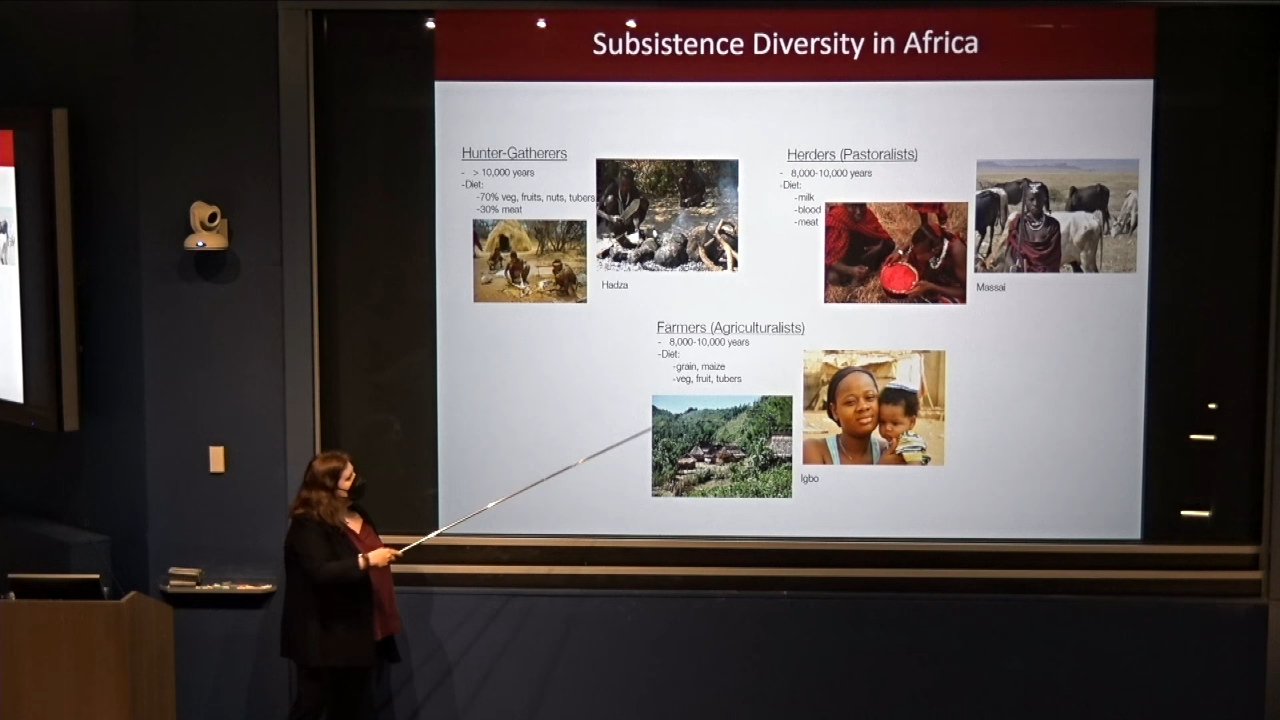 Subsistence Diversity in Africa
Hunter-Gatherers
- > 10,000 years
-Diet:
-70% veg, fruits, nuts, tubers
-30% meat
Hadza
Herders (Pastoralists)
- 8,000-10,000 years
-Diet:
-milk
-blood
-meat
Massai
Farmers (Agriculturalists)
- 8,000-10,000 years
-Diet:
-grain, maize
-veg, fruit, tubers
Igbo